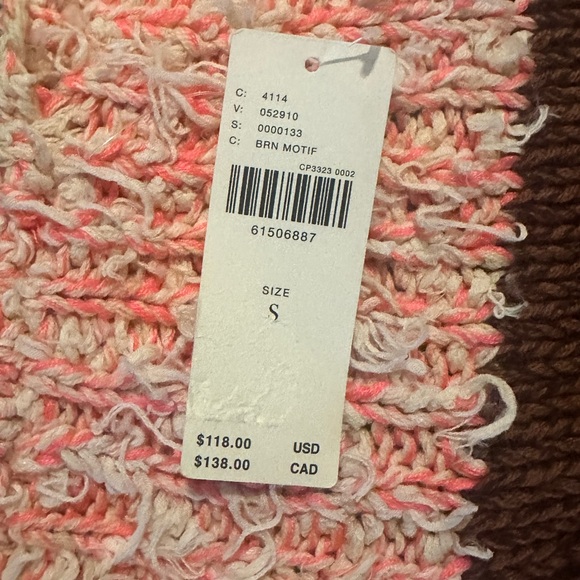 C: 4114
V: 052910
S: 0000133
C: BRN MOTIF
CP3323 0002
61506887
SIZE
S
$118.00 USD
$138.00 CAD